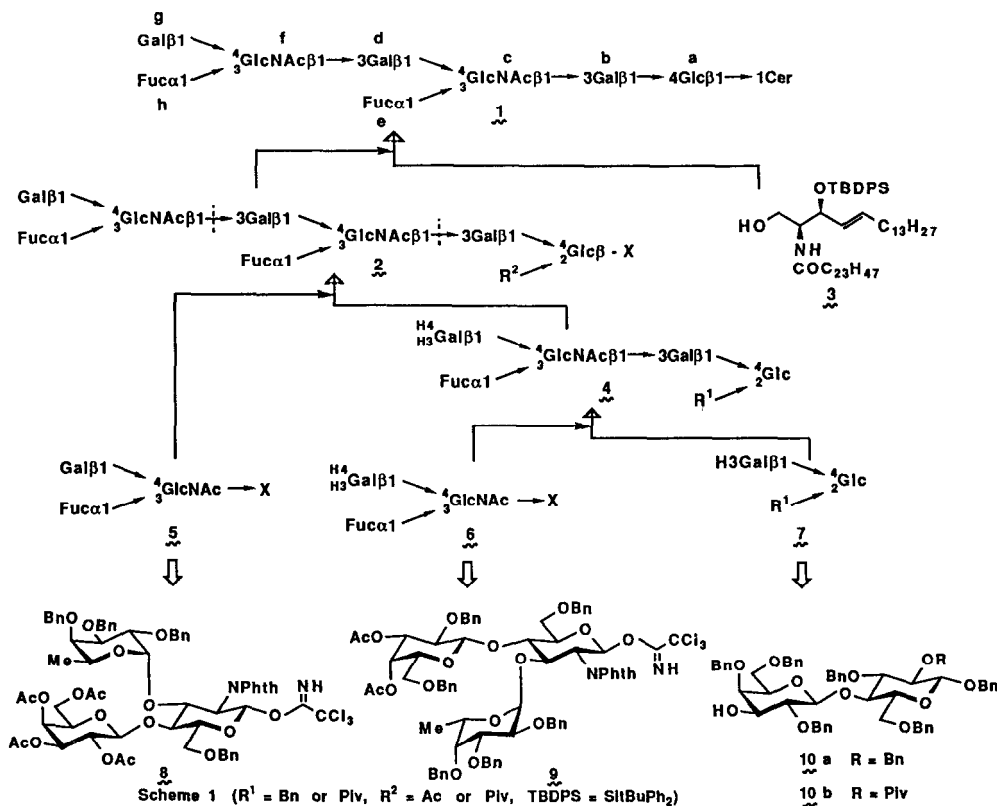 g f d c b a
Galβ1
4 3 GlcNAcβ1 → 3Galβ1
Fucα1
h
4 3 GlcNAcβ1 → 3Galβ1 → 4Glcβ1 → 1Cer
Fucα1
e
1
Galβ1
4 3 GlcNAcβ1 → 3Galβ1
Fucα1
4 3 GlcNAcβ1 → 3Galβ1
Fucα1
2
4 2 Glcβ - X
R²
OTBDPS
HO
NH
C13H27
COC23H47
3
H4 H3 Galβ1
4 3 GlcNAcβ1 → 3Galβ1
Fucα1
4 2 Glc
R¹
4
Galβ1
4 3 GlcNAc → X
Fucα1
5
H4 H3 Galβ1
4 3 GlcNAc → X
Fucα1
6
H3Galβ1
4 2 Glc
R¹
7
BnO
BnO
OBn
Me
O
O
AcO
OAc
AcO
OAc
O
O
O
NPhth
NH
O
CCl3
O
OBn
8
AcO
OBn
O
O
AcO
OBn
OBn
O
O
O
NPhth
CCl3
NH
Me
O
OBn
BnO
OBn
9
BnO
OBn
O
HO
OBn
O
BnO
OR
O
OBn
OBn
10 a R = Bn
10 b R = Piv
Scheme 1 (R¹ = Bn or Piv, R² = Ac or Piv, TBDPS = SitBuPh2)